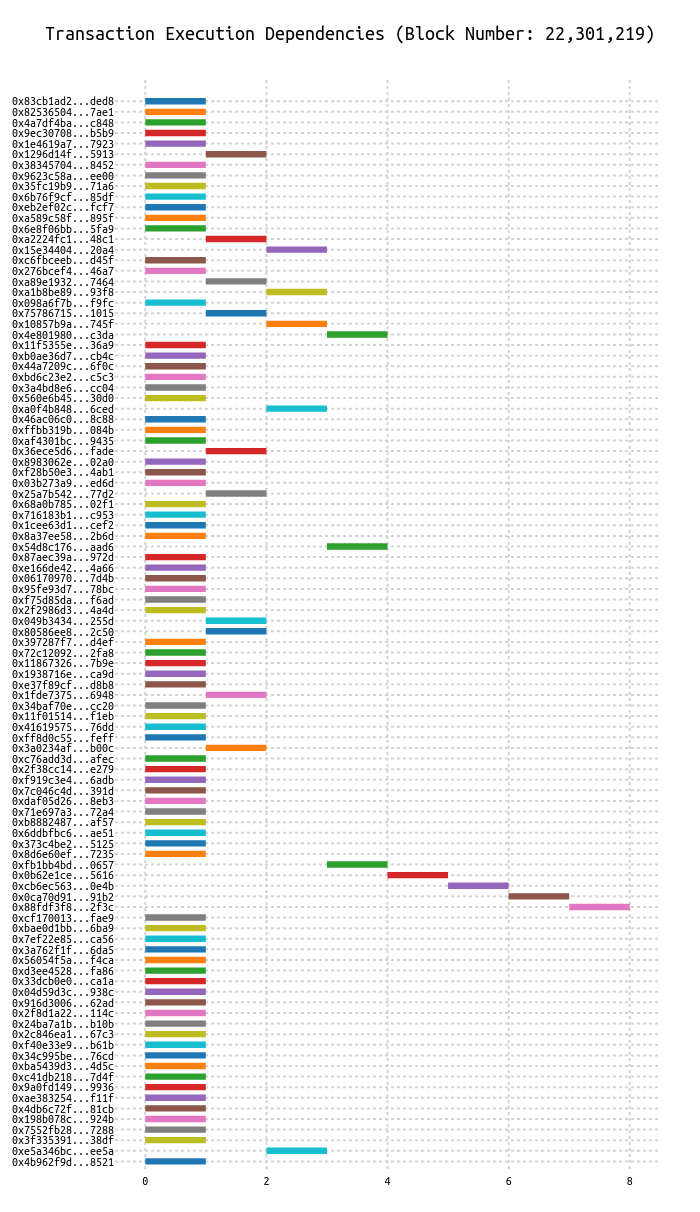 Transaction Execution Dependencies (Block Number: 22,301,219)
0x83cb1ad2...ded8
0x82536504...7ae1
0x4a7df4ba...c848
0x9ec30708...b5b9
0x1e4619a7...7923
0x1296d14f...5913
0x38345704...8452
0x9623c58a...ee00
0x35fc19b9...71a6
0x6b76f9cf...85df
0xeb2ef02c...fcf7
0xa589c58f...895f
0x6e8f06bb...5fa9
0xa2224fc1...48c1
0x15e34404...20a4
0xc6fbceeb...d45f
0x276bcef4...46a7
0xa89e1932...7464
0xa1b8be89...93f8
0x098a6f7b...f9fc
0x75786715...1015
0x10857b9a...745f
0x4e801980...c3da
0x11f5355e...36a9
0xb0ae36d7...cb4c
0x44a7209c...6f0c
0xbd6c23e2...c5c3
0x3a4bd8e6...cc04
0x560e6b45...30d0
0xa0f4b848...6ced
0x46ac06c0...8c88
0xffbb319b...084b
0xaf4301bc...9435
0x36ece5d6...fade
0x8983062e...02a0
0xf28b50e3...4ab1
0x03b273a9...ed6d
0x25a7b542...77d2
0x68a0b785...02f1
0x716183b1...c953
0x1cee63d1...cef2
0x8a37ee58...2b6d
0x54d8c176...aad6
0x87aec39a...972d
0xe166de42...4a66
0x06170970...7d4b
0x95fe93d7...78bc
0xf75d85da...f6ad
0x2f2986d3...4a4d
0x049b3434...255d
0x80586ee8...2c50
0x397287f7...d4ef
0x72c12092...2fa8
0x11867326...7b9e
0x1938716e...ca9d
0xe37f89cf...d8b8
0x1fde7375...6948
0x34baf70e...cc20
0x11f01514...f1eb
0x41619575...76dd
0xff8d0c55...feff
0x3a0234af...b00c
0xc76add3d...afec
0x2f38cc14...e279
0xf919c3e4...6adb
0x7c046c4d...391d
0xdaf05d26...8eb3
0x71e697a3...72a4
0xb8882487...af57
0x6ddbfbc6...ae51
0x373c4be2...5125
0x8d6e60ef...7235
0xfb1bb4bd...0657
0x0b62e1ce...5616
0xcb6ec563...0e4b
0x0ca70d91...91b2
0x88fdf3f8...2f3c
0xcf170013...fae9
0xbae0d1bb...6ba9
0x7ef22e85...ca56
0x3a762f1f...6da5
0x56054f5a...f4ca
0xd3ee4528...fa86
0x33dcb0e0...ca1a
0x04d59d3c...938c
0x916d3006...62ad
0x2f8d1a22...114c
0x24ba7a1b...b10b
0x2c846ea1...67c3
0xf40e33e9...b61b
0x34c995be...76cd
0xba5439d3...4d5c
0xc41db218...7d4f
0x9a0fd149...9936
0xae383254...f11f
0x4db6c72f...81cb
0x198b078c...924b
0x7552fb28...7288
0x3f335391...38df
0xe5a346bc...ee5a
0x4b962f9d...8521
0 2 4 6 8